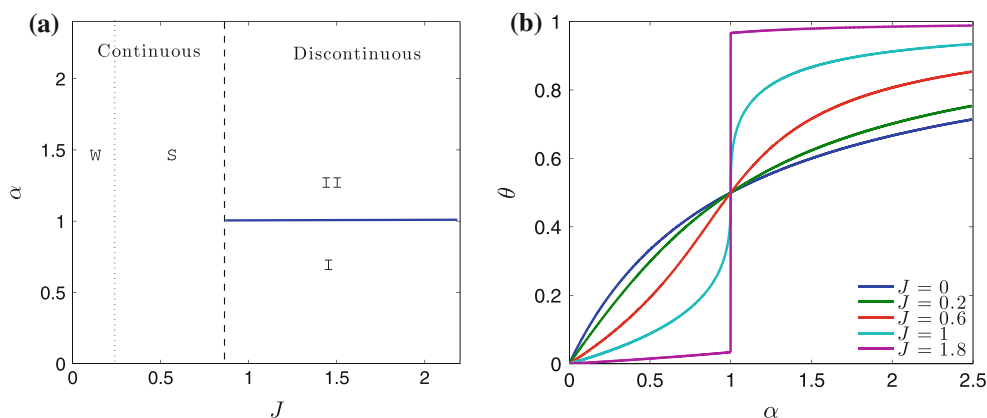 (a)
Continuous
Discontinuous
W
S
II
I
2
1.5
1
0.5
0
α
0
0.5
1
1.5
2
J
(b)
1
0.8
0.6
0.4
0.2
0
θ
J = 0
J = 0.2
J = 0.6
J = 1
J = 1.8
0
0.5
1
1.5
2
2.5
α